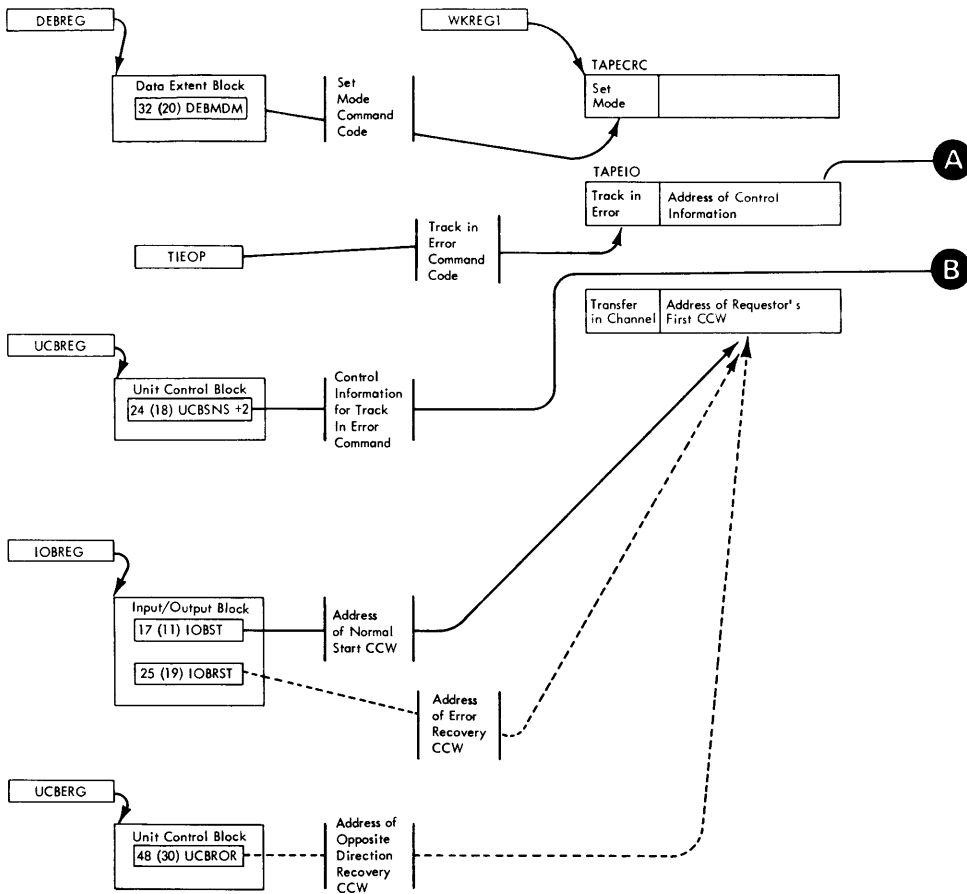 DEBREG
WKREG1
Data Extent Block
32 (20) DEBMDM
Set
Mode
Command
Code
TAPECRC
Set
Mode
TAPEIO
Track in
Error
Address of Control
Information
A
TIEOP
Track in
Error
Command
Code
B
Transfer
in Channel
Address of Requestor's
First CCW
UCBREG
Unit Control Block
24 (18) UCBSNS +2
Control
Information
for Track
In Error
Command
IOBREG
Input/Output Block
17 (11) IOBST
Address
of Normal
Start CCW
25 (19) IOBRST
Address
of Error
Recovery
CCW
UCBERG
Unit Control Block
48 (30) UCBROR
Address of
Opposite
Direction
Recovery
CCW